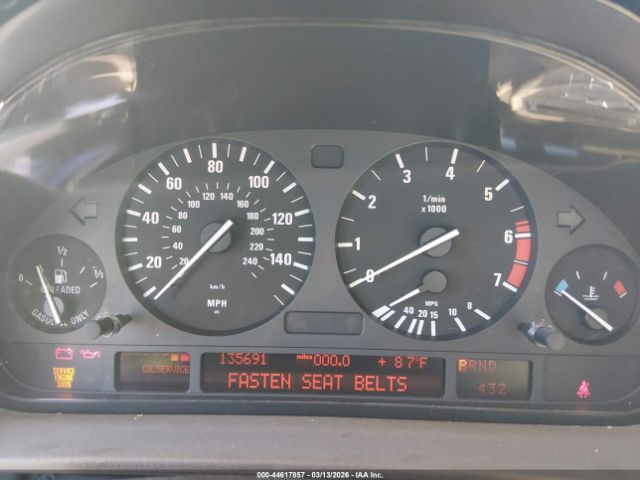 20 40 60 80 100 120 140
20 40 60 80 100 120 140 160 180 200 220 240
km/h
MPH
0 1 2 3 4 5 6 7
1/min
x 1000
MPG
40 20 15 10 8
0 1/2 1/1
UNLEADED
GASOLINE ONLY
SERVICE
ENGINE
SOON
OILSERVICE
135691 miles 000.0 + 87°F
FASTEN SEAT BELTS
PRND
432
000-44617857 - 03/13/2026 - IAA Inc.